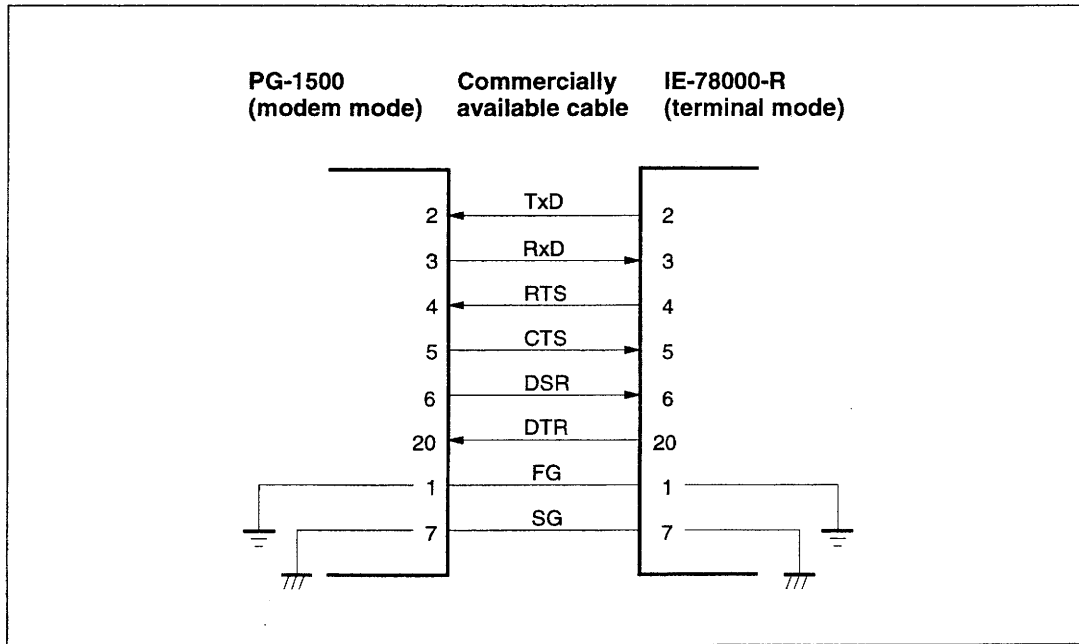 PG-1500 Commercially IE-78000-R
(modem mode) available cable (terminal mode)
2 TxD 2
3 RxD 3
4 RTS 4
5 CTS 5
6 DSR 6
20 DTR 20
1 FG 1
7 SG 7